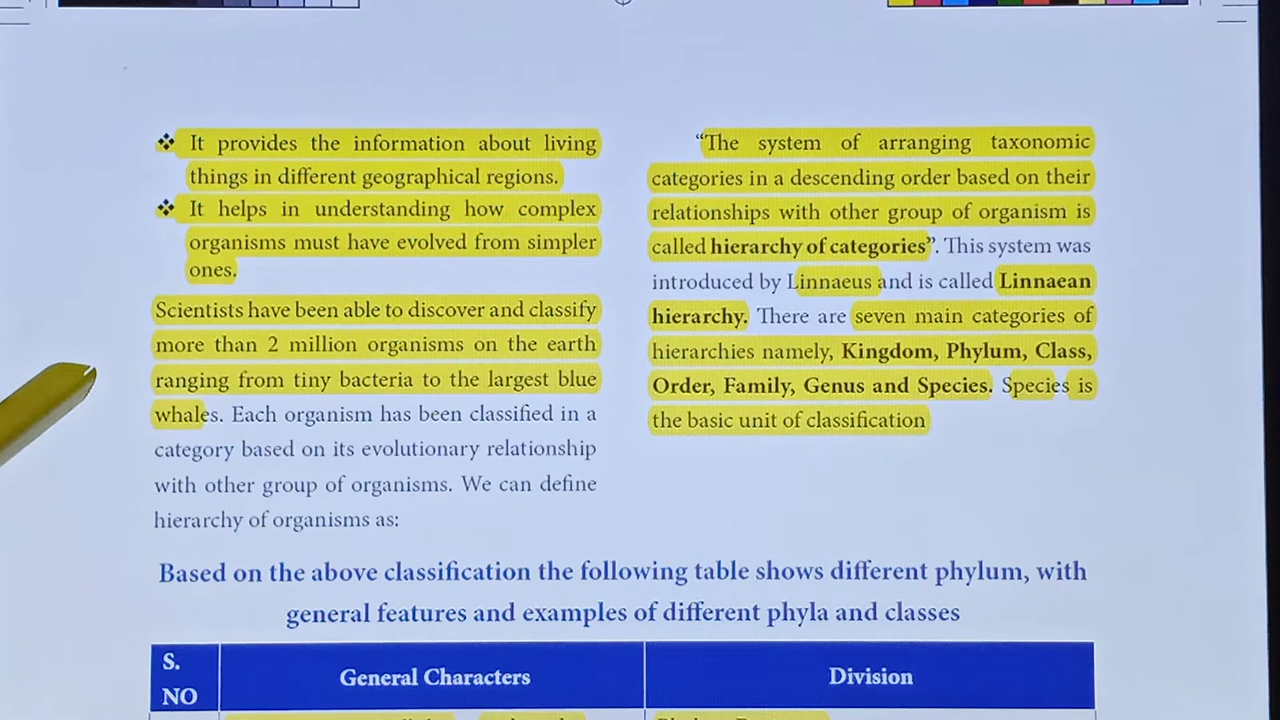 ❖ It provides the information about living
things in different geographical regions.
❖ It helps in understanding how complex
organisms must have evolved from simpler
ones.
Scientists have been able to discover and classify
more than 2 million organisms on the earth
ranging from tiny bacteria to the largest blue
whales. Each organism has been classified in a
category based on its evolutionary relationship
with other group of organisms. We can define
hierarchy of organisms as:
“The system of arranging taxonomic
categories in a descending order based on their
relationships with other group of organism is
called hierarchy of categories”. This system was
introduced by Linnaeus and is called Linnaean
hierarchy. There are seven main categories of
hierarchies namely, Kingdom, Phylum, Class,
Order, Family, Genus and Species. Species is
the basic unit of classification
Based on the above classification the following table shows different phylum, with
general features and examples of different phyla and classes
S.
NO
General Characters
Division